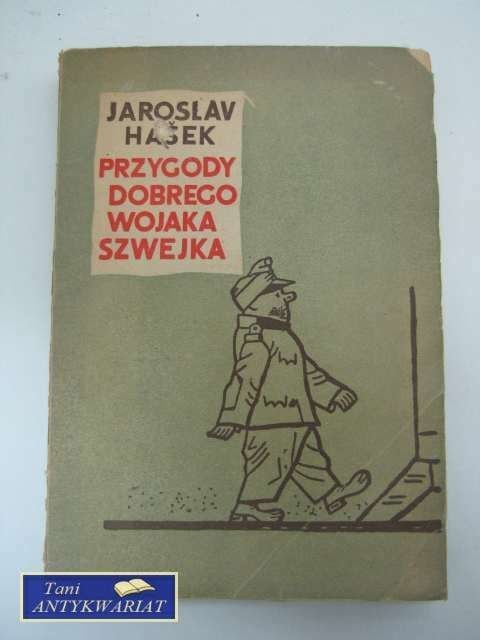 JAROSLAV
HAŠEK
PRZYGODY
DOBREGO
WOJAKA
SZWEJKA
Tani
ANTYKWARIAT